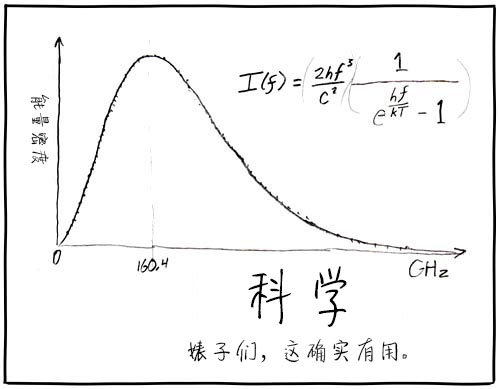 I(f) = (2hf³/c²)(1/(e^(hf/kT) - 1))
能量密度
0
160.4
GHz
科学
婊子们，这确实有用。